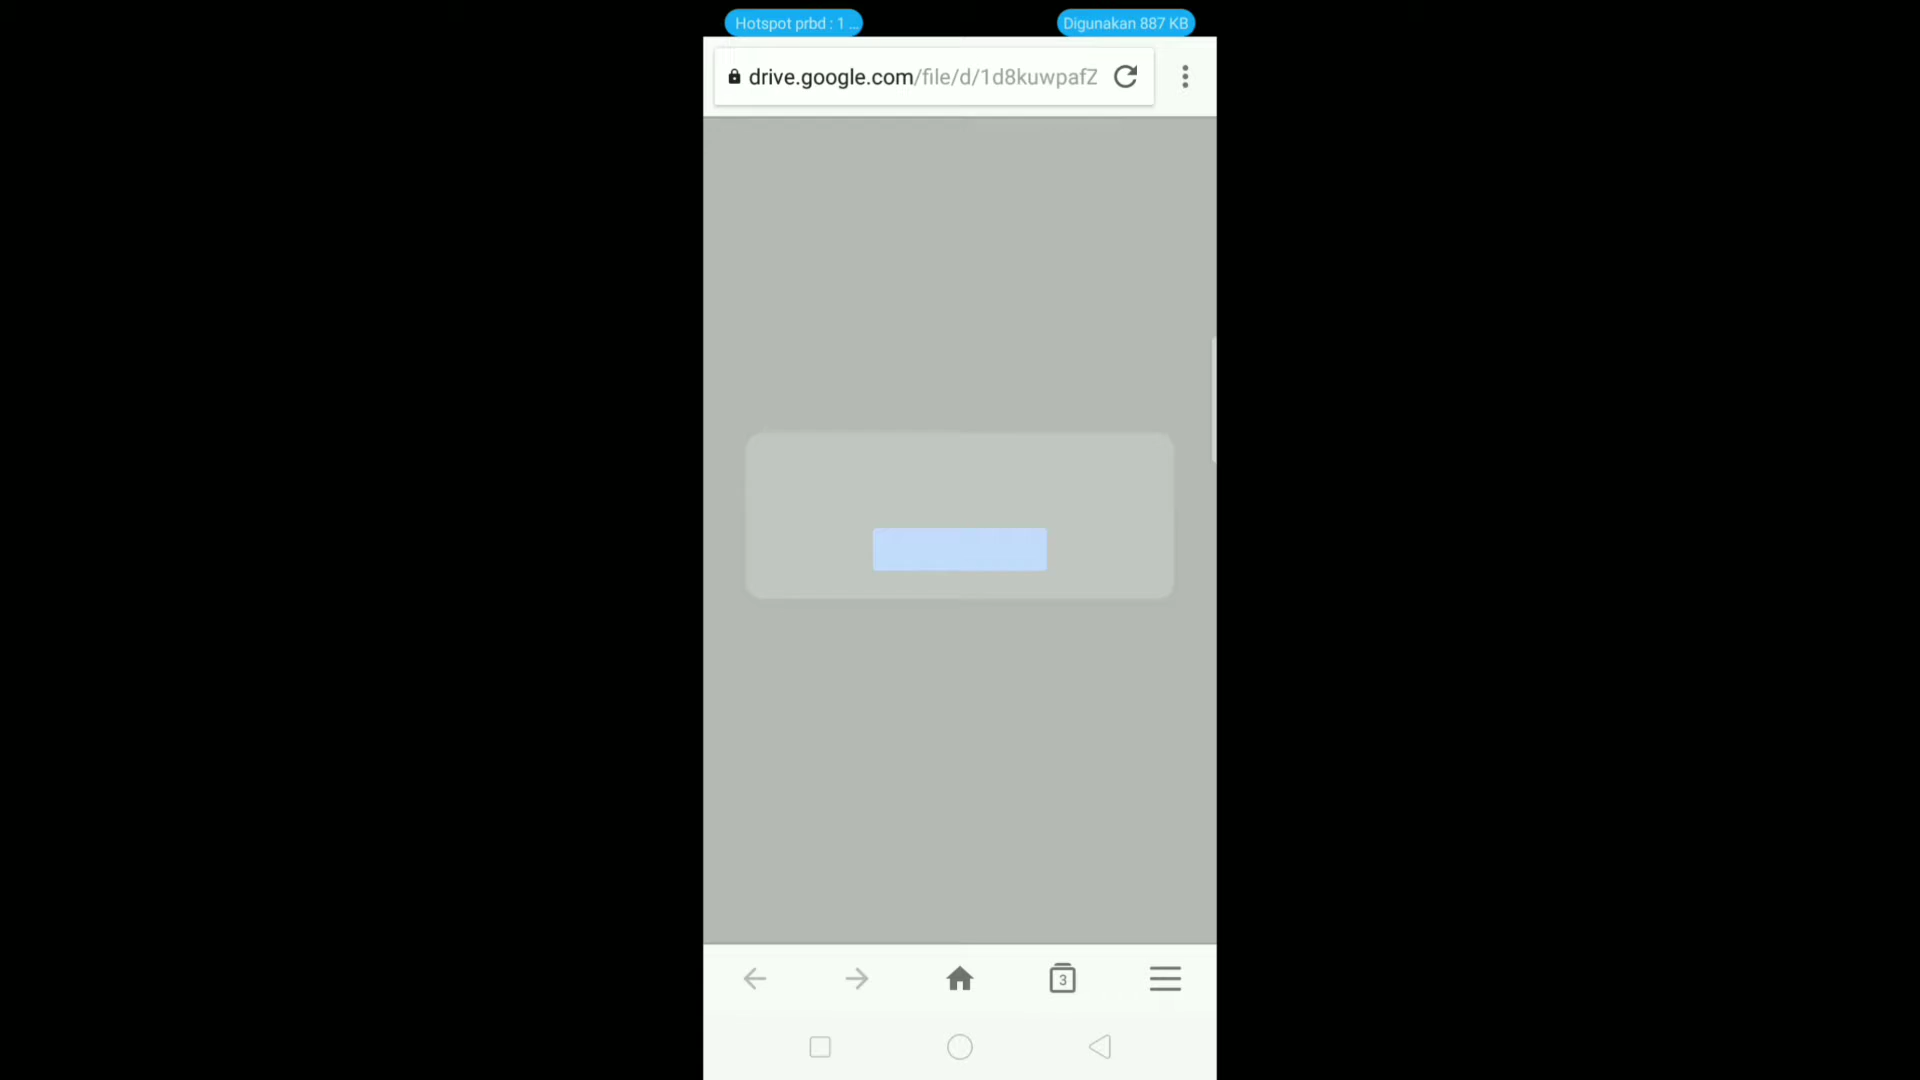 Hotspot prbd : 1 ...
Digunakan 887 KB
drive.google.com/file/d/1d8kuwpafZ
3